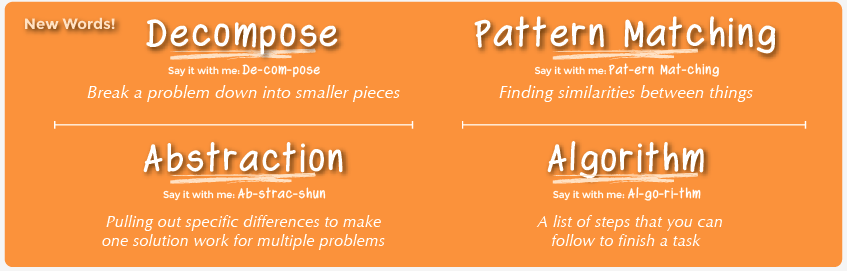 New Words!
Decompose
Say it with me: De-com-pose
Break a problem down into smaller pieces
Pattern Matching
Say it with me: Pat-ern Mat-ching
Finding similarities between things
Abstraction
Say it with me: Ab-strac-shun
Pulling out specific differences to make
one solution work for multiple problems
Algorithm
Say it with me: Al-go-ri-thm
A list of steps that you can
follow to finish a task